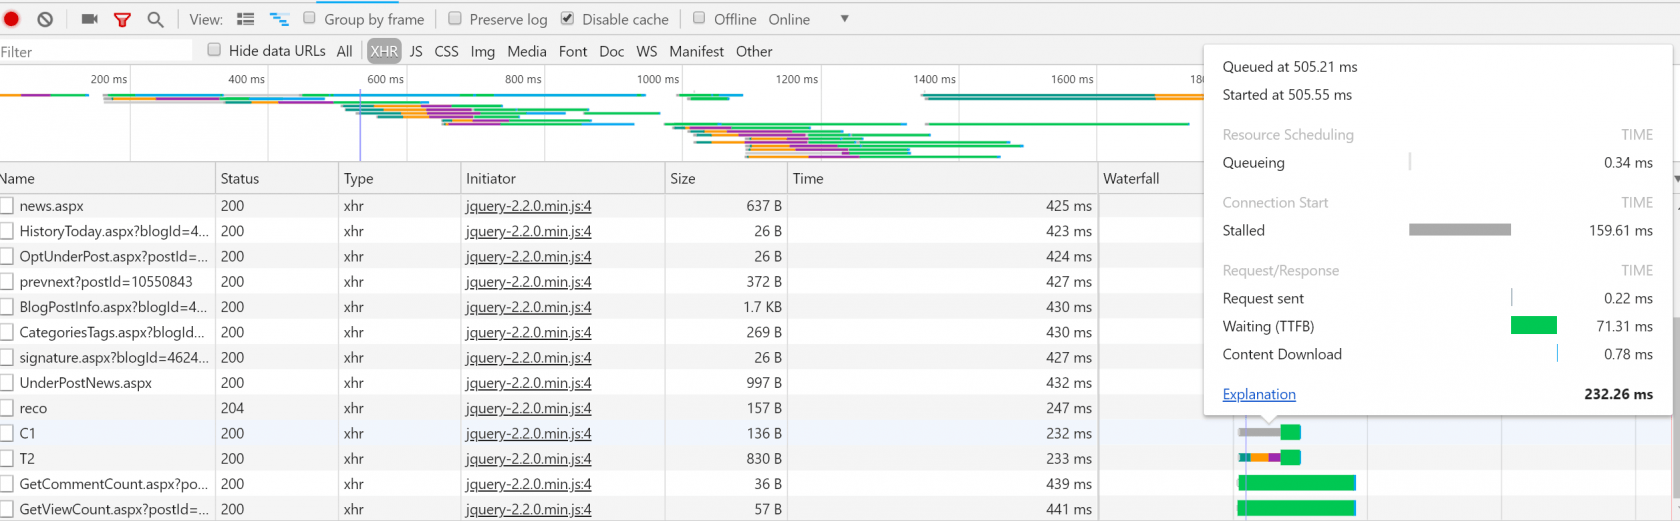 View: Group by frame Preserve log Disable cache Offline Online
Filter Hide data URLs All XHR JS CSS Img Media Font Doc WS Manifest Other
200 ms 400 ms 600 ms 800 ms 1000 ms 1200 ms 1400 ms 1600 ms 180
Name Status Type Initiator Size Time Waterfall
news.aspx 200 xhr jquery-2.2.0.min.js:4 637 B 425 ms
HistoryToday.aspx?blogId=4... 200 xhr jquery-2.2.0.min.js:4 26 B 423 ms
OptUnderPost.aspx?postId=... 200 xhr jquery-2.2.0.min.js:4 26 B 424 ms
prevnext?postId=10550843 200 xhr jquery-2.2.0.min.js:4 372 B 427 ms
BlogPostInfo.aspx?blogId=4... 200 xhr jquery-2.2.0.min.js:4 1.7 KB 430 ms
CategoriesTags.aspx?blogId... 200 xhr jquery-2.2.0.min.js:4 269 B 430 ms
signature.aspx?blogId=4624... 200 xhr jquery-2.2.0.min.js:4 26 B 427 ms
UnderPostNews.aspx 200 xhr jquery-2.2.0.min.js:4 997 B 432 ms
reco 204 xhr jquery-2.2.0.min.js:4 157 B 247 ms
C1 200 xhr jquery-2.2.0.min.js:4 136 B 232 ms
T2 200 xhr jquery-2.2.0.min.js:4 830 B 233 ms
GetCommentCount.aspx?po... 200 xhr jquery-2.2.0.min.js:4 36 B 439 ms
GetViewCount.aspx?postId=... 200 xhr jquery-2.2.0.min.js:4 57 B 441 ms
Queued at 505.21 ms
Started at 505.55 ms
Resource Scheduling TIME
Queueing 0.34 ms
Connection Start TIME
Stalled 159.61 ms
Request/Response TIME
Request sent 0.22 ms
Waiting (TTFB) 71.31 ms
Content Download 0.78 ms
Explanation 232.26 ms